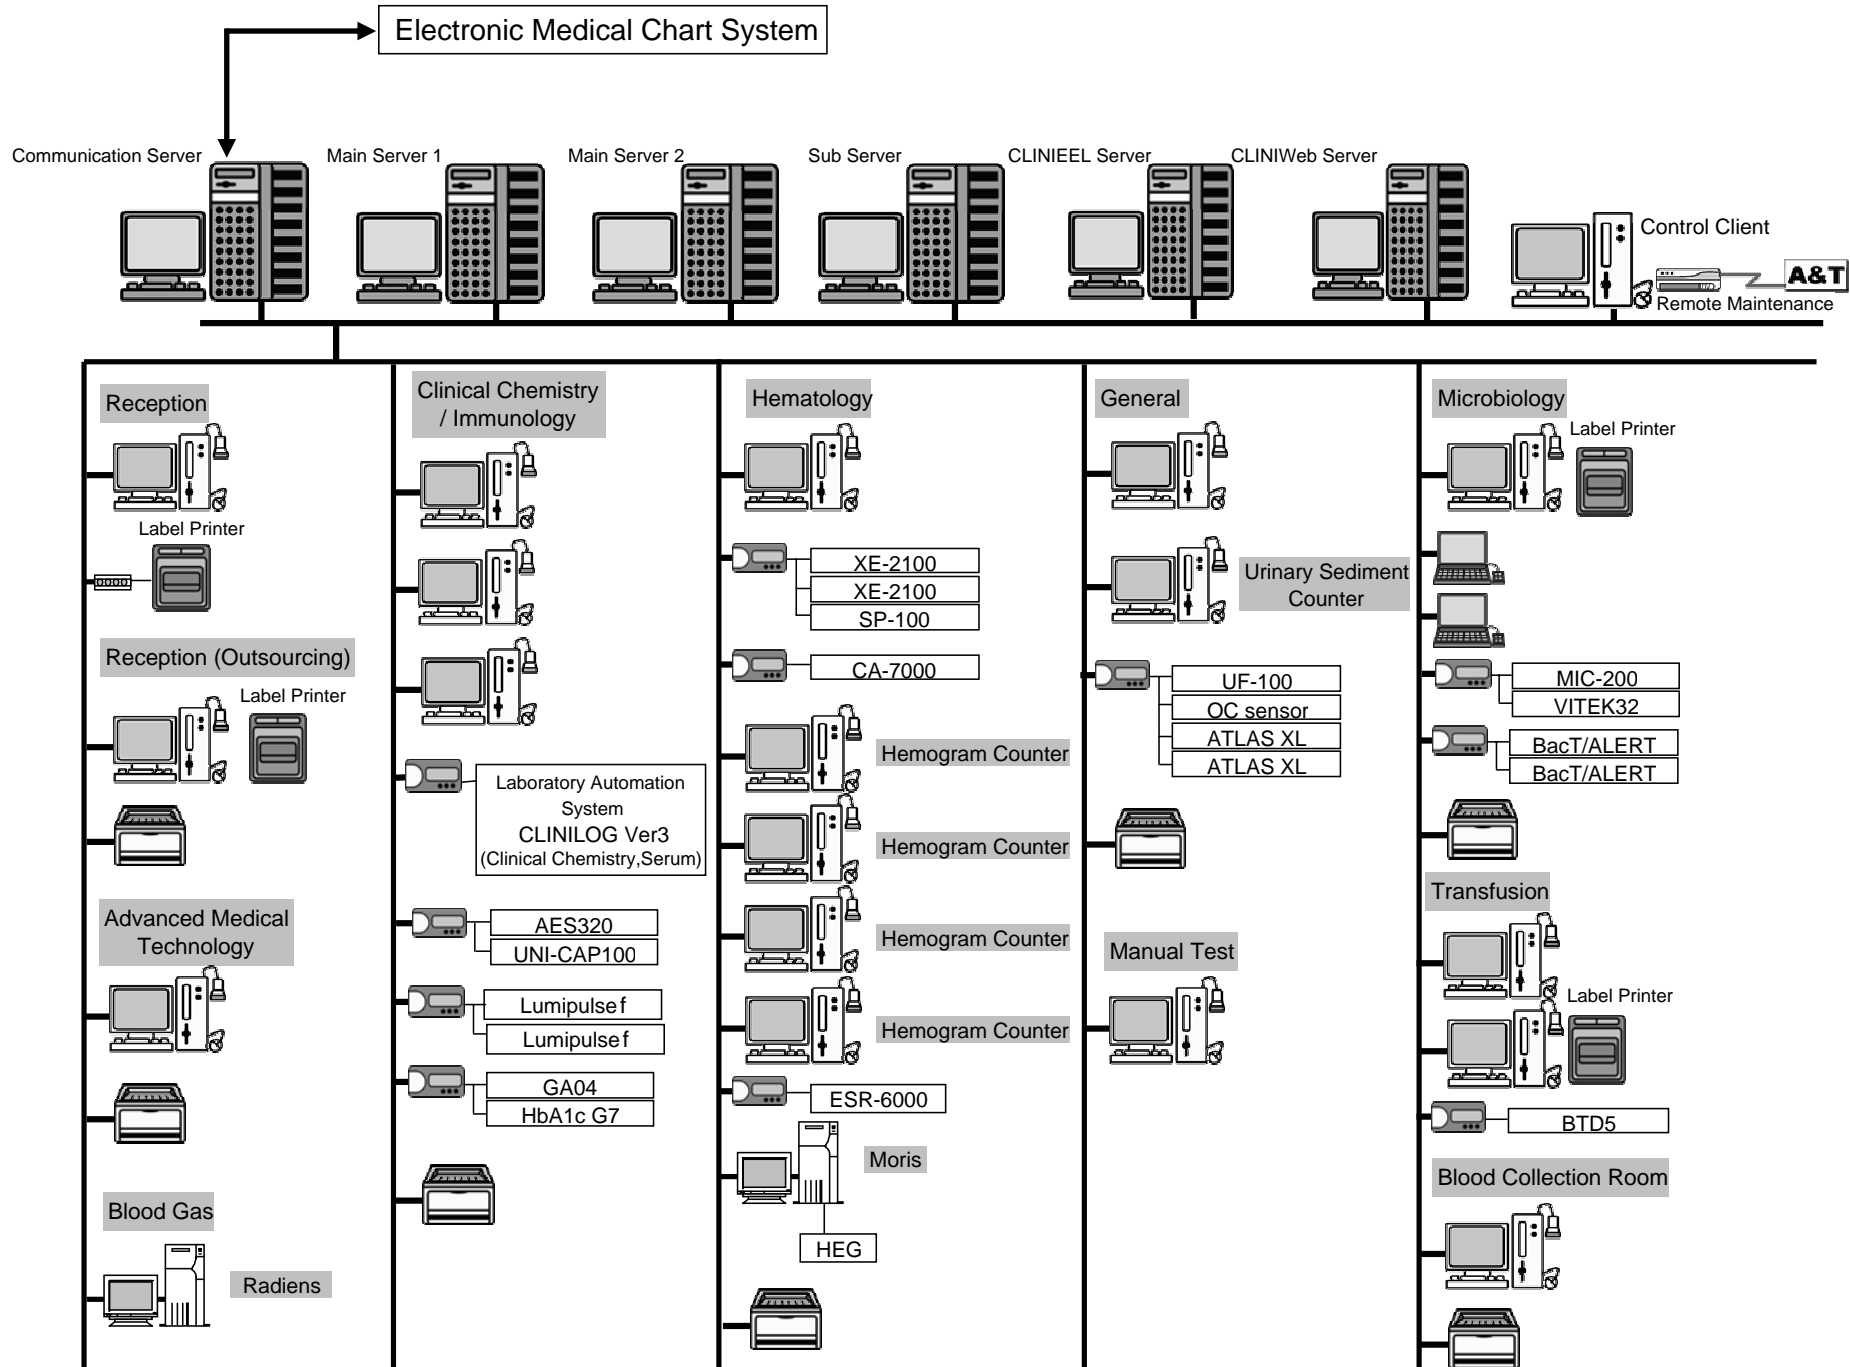 Electronic Medical Chart System
Communication Server
Main Server 1
Main Server 2
Sub Server
CLINIEEL Server
CLINIWeb Server
Control Client
A&T
Remote Maintenance
Reception
Label Printer
Reception (Outsourcing)
Label Printer
Advanced Medical
Technology
Blood Gas
Radiens
Clinical Chemistry
/ Immunology
Laboratory Automation
System
CLINILOG Ver3
(Clinical Chemistry,Serum)
AES320
UNI-CAP100
Lumipulse f
Lumipulse f
GA04
HbA1c G7
Hematology
XE-2100
XE-2100
SP-100
CA-7000
Hemogram Counter
Hemogram Counter
Hemogram Counter
Hemogram Counter
ESR-6000
Moris
HEG
General
Urinary Sediment
Counter
UF-100
OC sensor
ATLAS XL
ATLAS XL
Manual Test
Microbiology
Label Printer
MIC-200
VITEK32
BacT/ALERT
BacT/ALERT
Transfusion
Label Printer
BTD5
Blood Collection Room